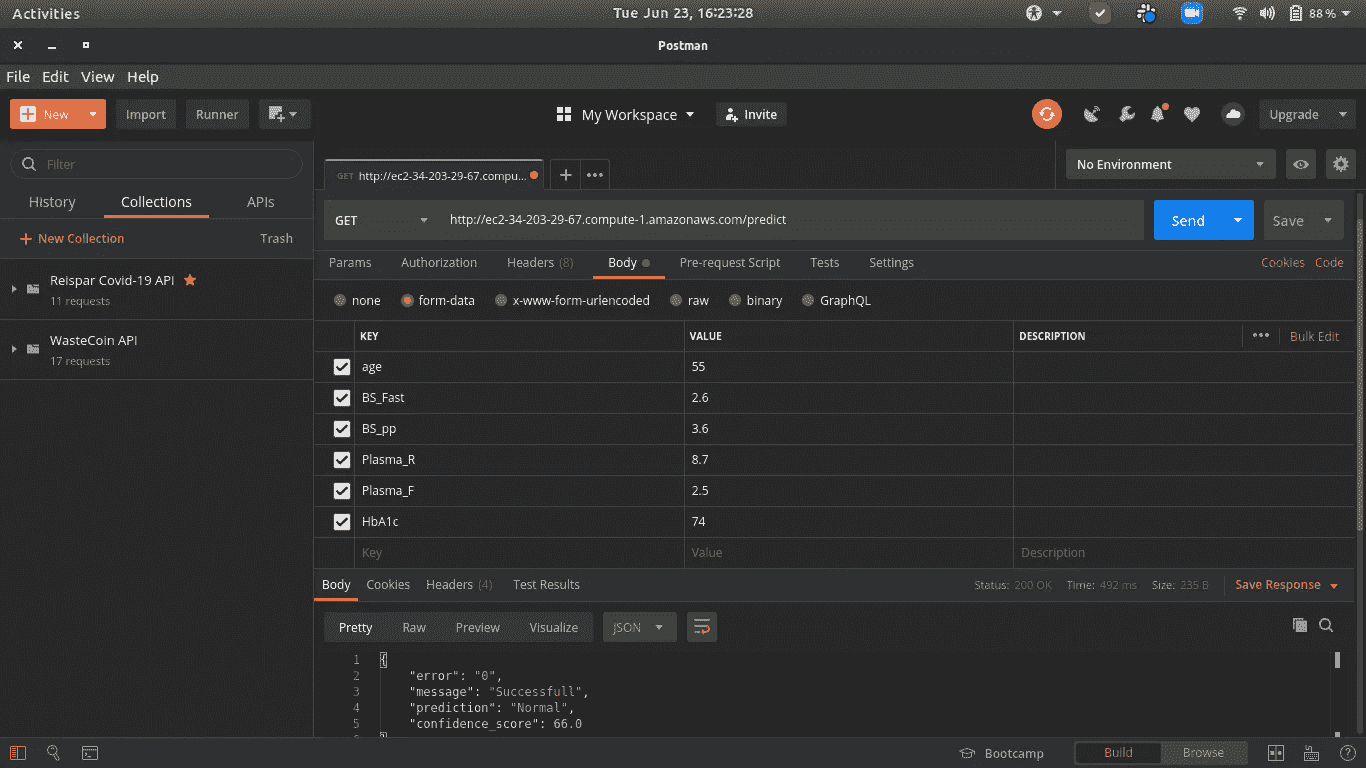 Activities
Tue Jun 23, 16:23:28
88 %
Postman
File Edit View Help
New
Import
Runner
My Workspace
Invite
Upgrade
Filter
History Collections APIs
New Collection
Trash
Reispar Covid-19 API
11 requests
WasteCoin API
17 requests
GET http://ec2-34-203-29-67.compu...
No Environment
GET
http://ec2-34-203-29-67.compute-1.amazonaws.com/predict
Send
Save
Params Authorization Headers (8) Body Pre-request Script Tests Settings
Cookies Code
none form-data x-www-form-urlencoded raw binary GraphQL
KEY VALUE DESCRIPTION
Bulk Edit
age 55
BS_Fast 2.6
BS_pp 3.6
Plasma_R 8.7
Plasma_F 2.5
HbA1c 74
Key Value Description
Body Cookies Headers (4) Test Results
Status: 200 OK Time: 492 ms Size: 235 B
Save Response
Pretty Raw Preview Visualize JSON
1 {
2 "error": "0",
3 "message": "Successfull",
4 "prediction": "Normal",
5 "confidence_score": 66.0
Bootcamp
Build Browse